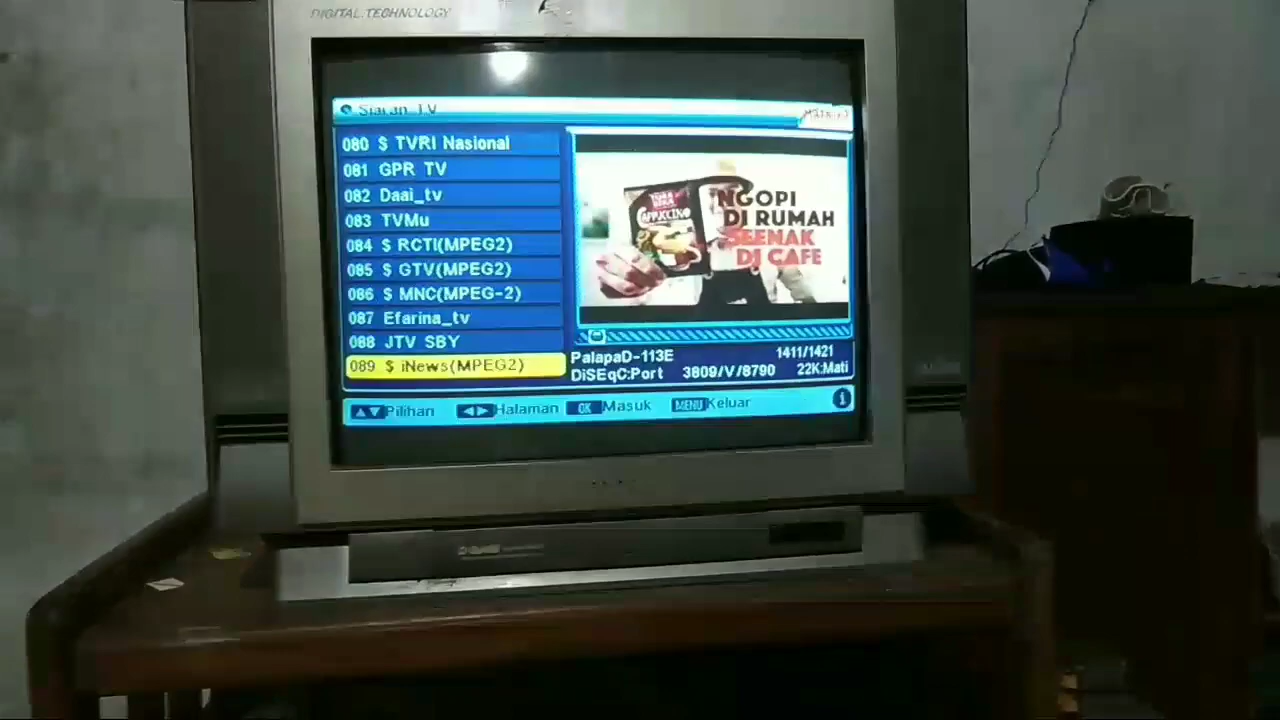 DIGITAL TECHNOLOGY
Siaran TV
080 $ TVRI Nasional
081 GPR TV
082 Daai_tv
083 TVMu
084 $ RCTI(MPEG2)
085 $ GTV(MPEG2)
086 $ MNC(MPEG-2)
087 Efarina_tv
088 JTV SBY
089 $ iNews(MPEG2)
CAPPUCCINO
NGOPI
DI RUMAH
SEENAK
DI CAFE
PalapaD-113E 1411/1421
DiSEqC:Port 3809/V/8790 22K:Mati
Pilihan Halaman OK Masuk MENU Keluar